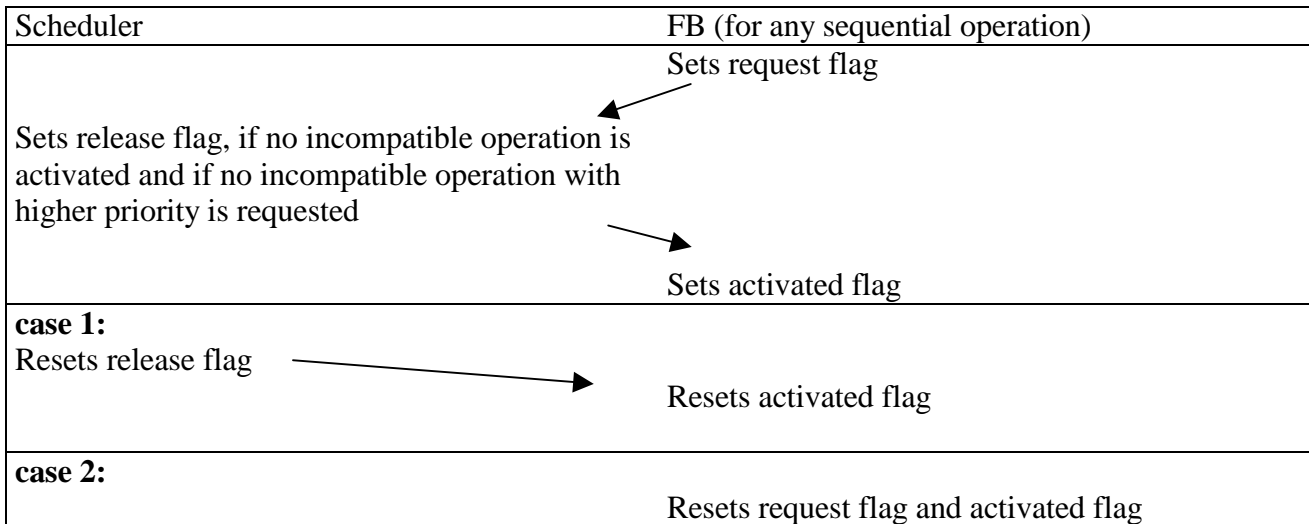 Scheduler
FB (for any sequential operation)
Sets request flag
Sets release flag, if no incompatible operation is
activated and if no incompatible operation with
higher priority is requested
Sets activated flag
case 1:
Resets release flag
Resets activated flag
case 2:
Resets request flag and activated flag